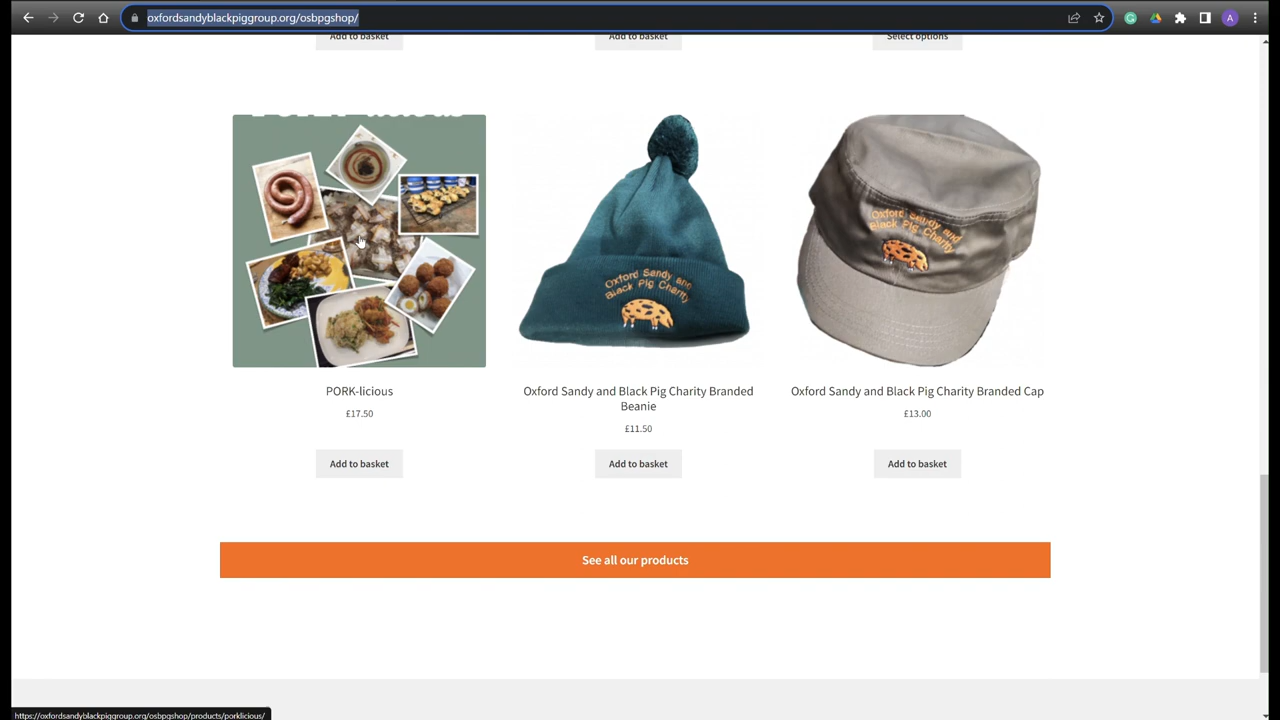 oxfordsandyblackpiggroup.org/osbpgshop/
A
Add to basket
Add to basket
Select options
Oxford Sandy and
Black Pig Charity
Oxford Sandy and
Black Pig Charity
PORK-licious
£17.50
Add to basket
Oxford Sandy and Black Pig Charity Branded
Beanie
£11.50
Add to basket
Oxford Sandy and Black Pig Charity Branded Cap
£13.00
Add to basket
See all our products
https://oxfordsandyblackpiggroup.org/osbpgshop/products/porklicious/